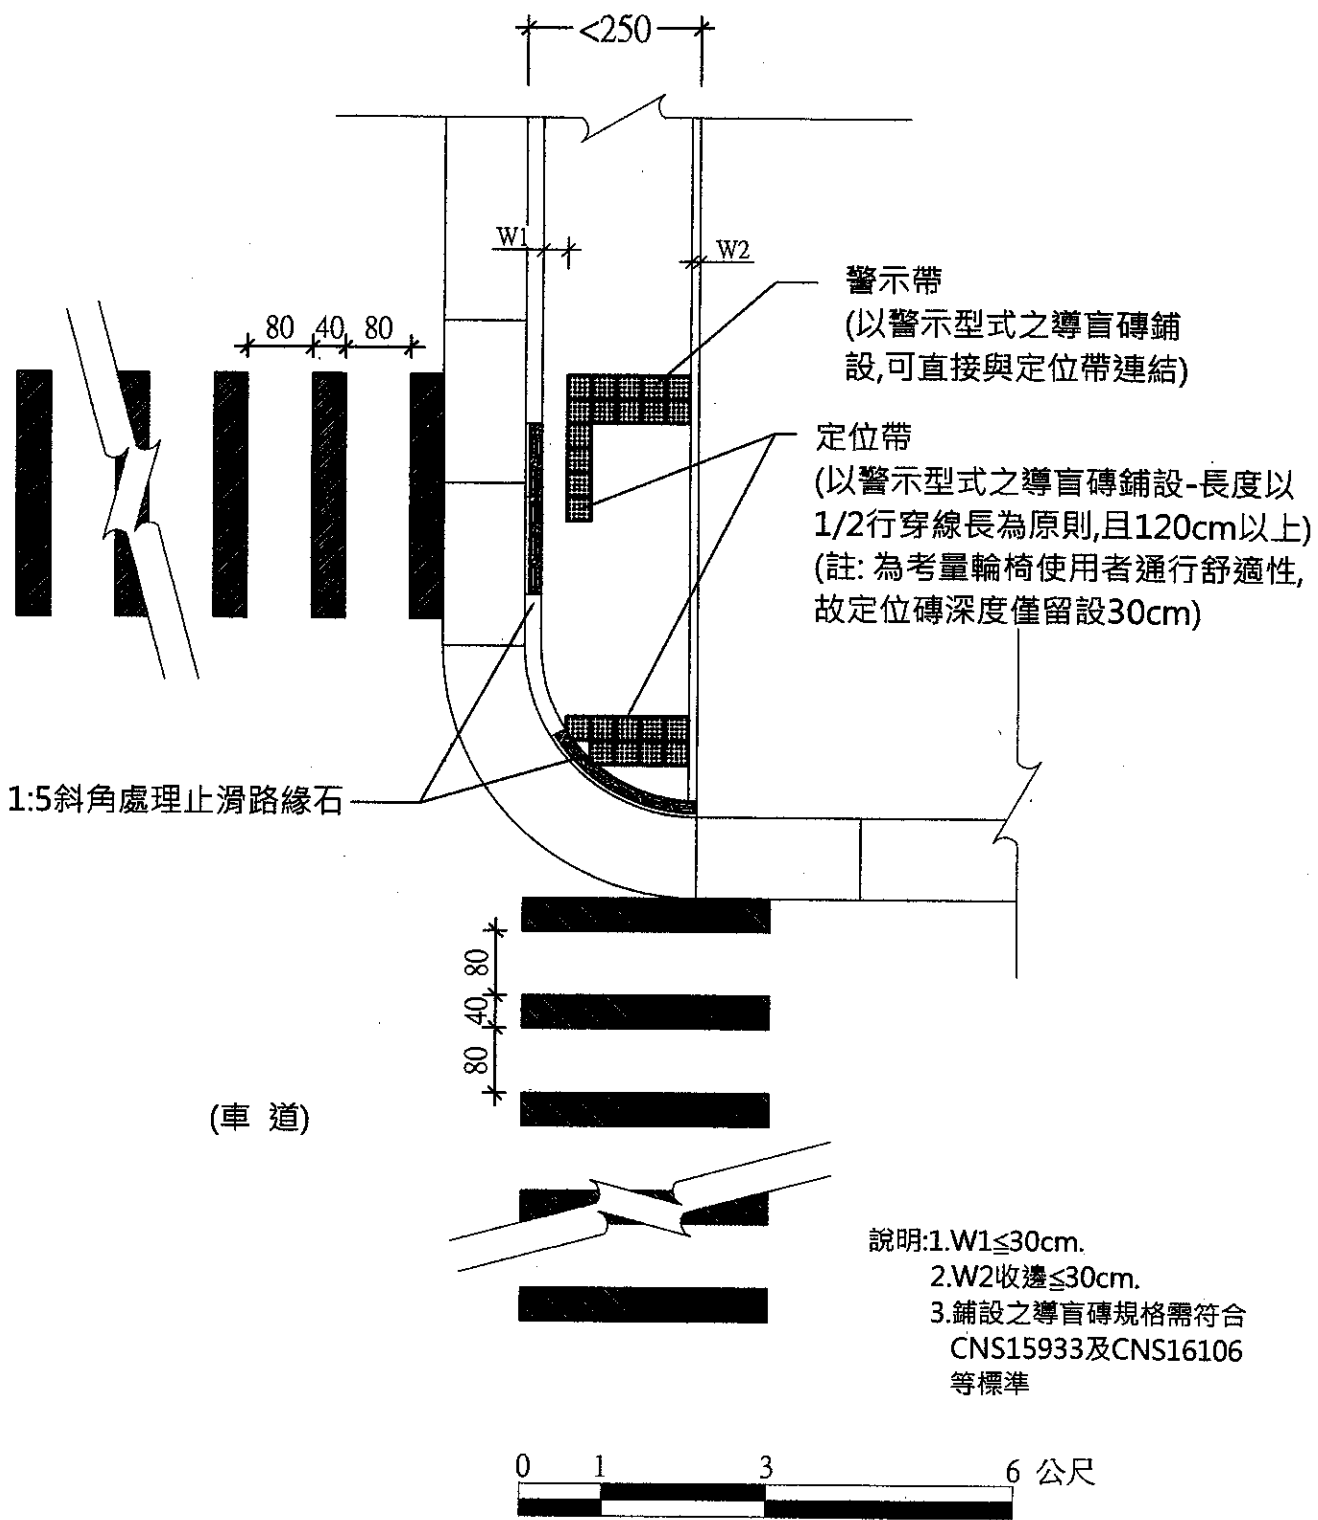 <250
W1
W2
警示帶
(以警示型式之導盲磚鋪
設,可直接與定位帶連結)
80 40 80
定位帶
(以警示型式之導盲磚鋪設-長度以
1/2行穿線長為原則,且120cm以上)
(註: 為考量輪椅使用者通行舒適性,
故定位磚深度僅留設30cm)
1:5斜角處理止滑路緣石
80
40
80
(車 道)
說明:1.W1≦30cm.
2.W2收邊≦30cm.
3.鋪設之導盲磚規格需符合
CNS15933及CNS16106
等標準
0 1 3 6 公尺